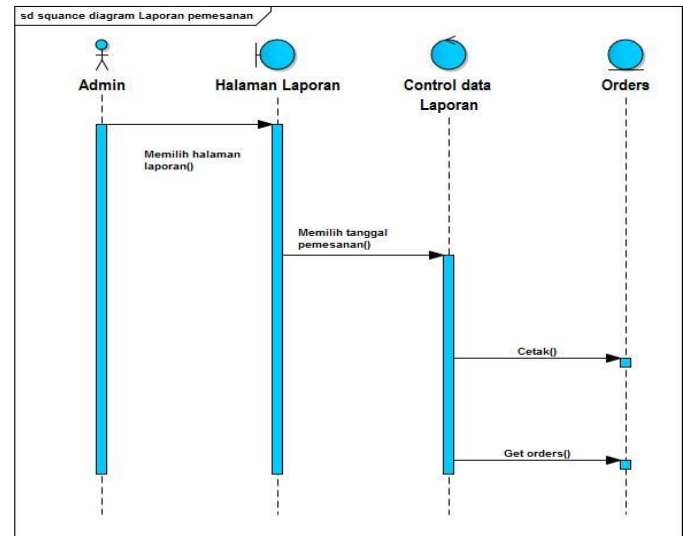 sd squance diagram Laporan pemesanan
Admin
Halaman Laporan
Control data
Laporan
Orders
Memilih halaman
laporan()
Memilih tanggal
pemesanan()
Cetak()
Get orders()